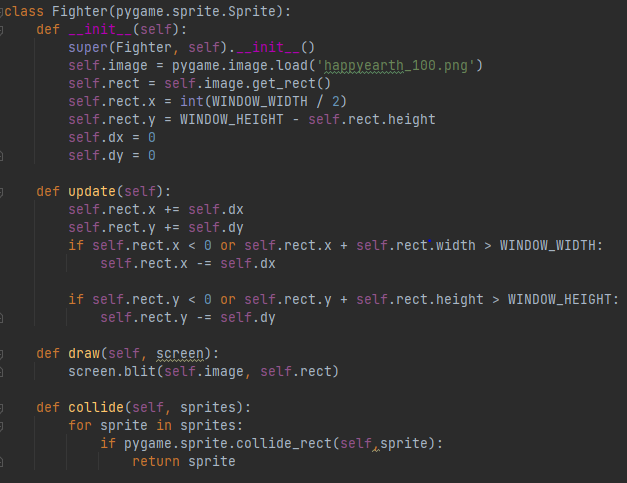 class Fighter(pygame.sprite.Sprite):
    def __init__(self):
        super(Fighter, self).__init__()
        self.image = pygame.image.load('happyearth_100.png')
        self.rect = self.image.get_rect()
        self.rect.x = int(WINDOW_WIDTH / 2)
        self.rect.y = WINDOW_HEIGHT - self.rect.height
        self.dx = 0
        self.dy = 0

    def update(self):
        self.rect.x += self.dx
        self.rect.y += self.dy
        if self.rect.x < 0 or self.rect.x + self.rect.width > WINDOW_WIDTH:
            self.rect.x -= self.dx

        if self.rect.y < 0 or self.rect.y + self.rect.height > WINDOW_HEIGHT:
            self.rect.y -= self.dy

    def draw(self, screen):
        screen.blit(self.image, self.rect)

    def collide(self, sprites):
        for sprite in sprites:
            if pygame.sprite.collide_rect(self,sprite):
                return sprite